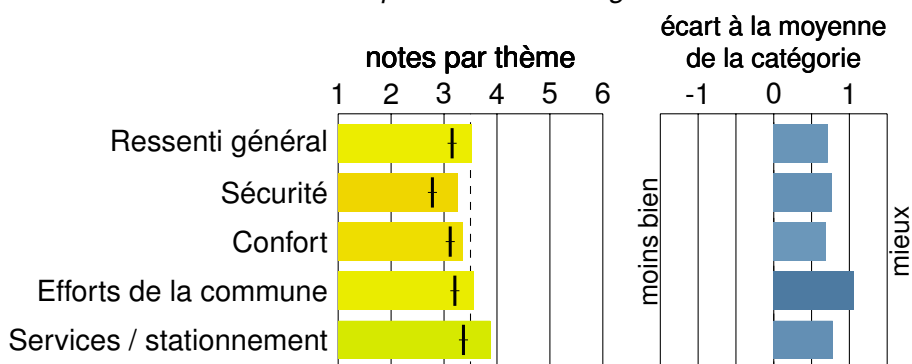 écart à la moyenne
de la catégorie
notes par thème
1 2 3 4 5 6
-1 0 1
Ressenti général
Sécurité
Confort
Efforts de la commune
Services / stationnement
moins bien
mieux